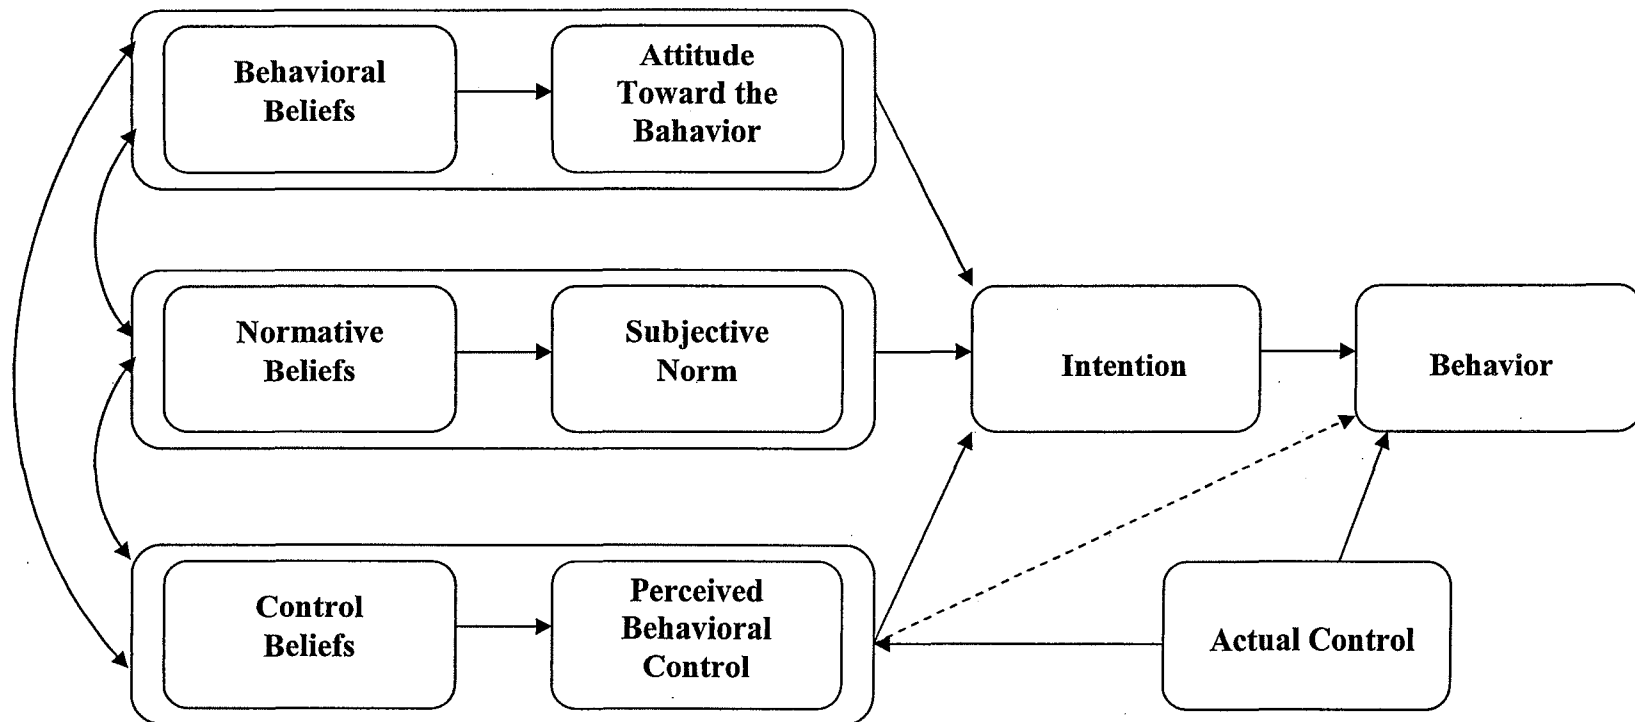 Behavioral
Beliefs
Attitude
Toward the
Bahavior
Normative
Beliefs
Subjective
Norm
Intention
Behavior
Control
Beliefs
Perceived
Behavioral
Control
Actual Control